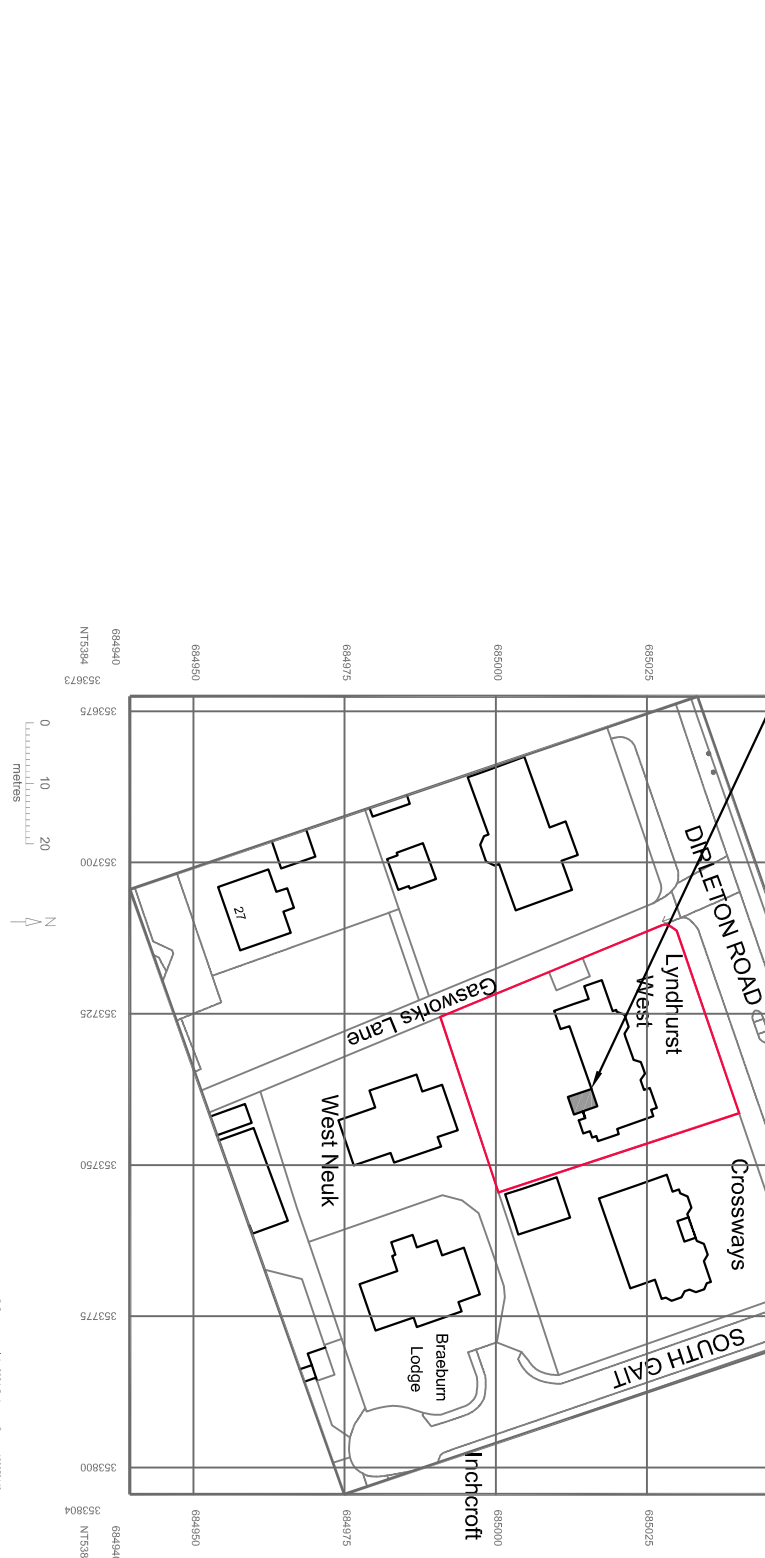 684940
NT5384
353673
684950
684975
685000
685025
353675
353700
353725
353750
353775
353800
353804
0
10
20
metres
N
DIRLETON ROAD
Lyndhurst
West
Gasworks Lane
27
West Neuk
Crossways
SOUTH GAIT
Braeburn
Lodge
Inchcroft
684950
684975
685000
685025
NT538
68494